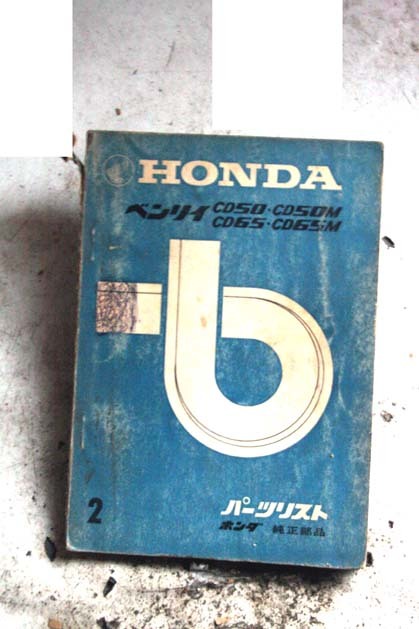 HONDA
ベンリイ CD50・CD50M
CD65・CD65M
b
2
パーツリスト
ホンダ 純正部品